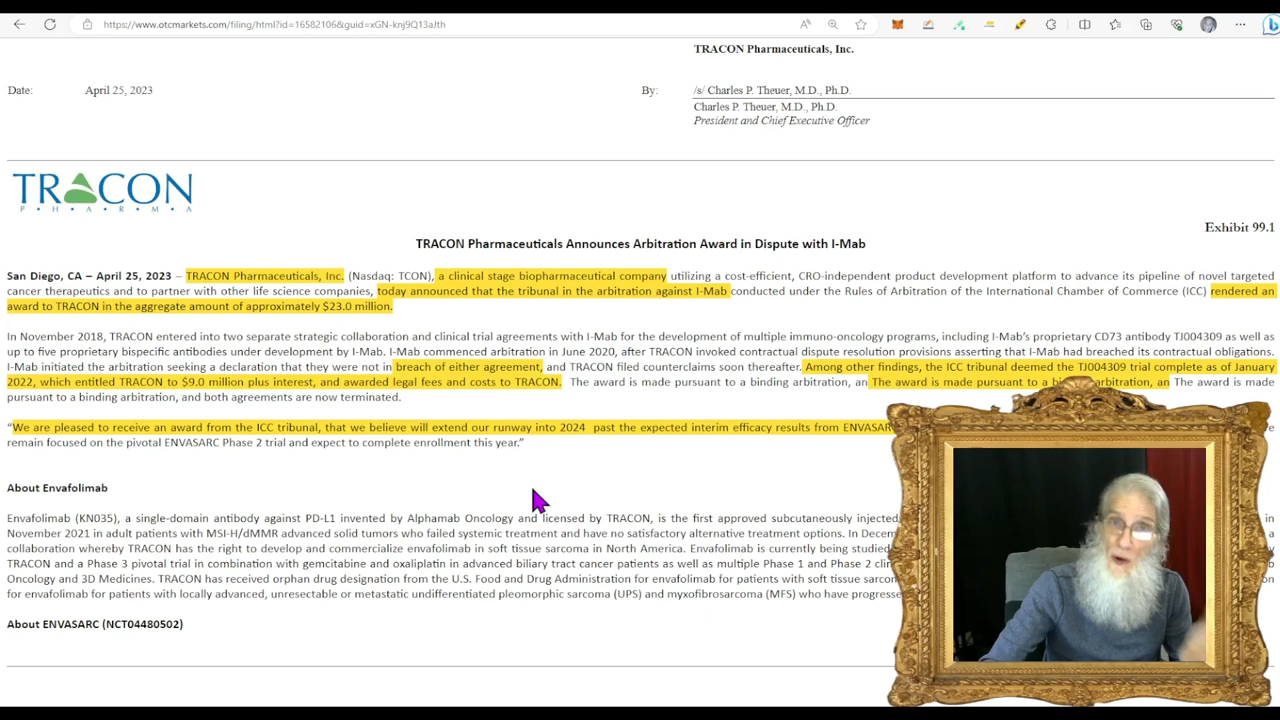 https://www.otcmarkets.com/filing/html?id=16582106&guid=xGN-knj9Q13aJth
TRACON Pharmaceuticals, Inc.
Date: April 25, 2023 By: /s/ Charles P. Theuer, M.D., Ph.D.
Charles P. Theuer, M.D., Ph.D.
President and Chief Executive Officer
TRACON
P • H • A • R • M • A
Exhibit 99.1
TRACON Pharmaceuticals Announces Arbitration Award in Dispute with I-Mab
San Diego, CA – April 25, 2023 – TRACON Pharmaceuticals, Inc. (Nasdaq: TCON), a clinical stage biopharmaceutical company utilizing a cost-efficient, CRO-independent product development platform to advance its pipeline of novel targeted
cancer therapeutics and to partner with other life science companies, today announced that the tribunal in the arbitration against I-Mab conducted under the Rules of Arbitration of the International Chamber of Commerce (ICC) rendered an
award to TRACON in the aggregate amount of approximately $23.0 million.
In November 2018, TRACON entered into two separate strategic collaboration and clinical trial agreements with I-Mab for the development of multiple immuno-oncology programs, including I-Mab's proprietary CD73 antibody TJ004309 as well as
up to five proprietary bispecific antibodies under development by I-Mab. I-Mab commenced arbitration in June 2020, after TRACON invoked contractual dispute resolution provisions asserting that I-Mab had breached its contractual obligations.
I-Mab initiated the arbitration seeking a declaration that they were not in breach of either agreement, and TRACON filed counterclaims soon thereafter. Among other findings, the ICC tribunal deemed the TJ004309 trial complete as of January
2022, which entitled TRACON to $9.0 million plus interest, and awarded legal fees and costs to TRACON. The award is made pursuant to a binding arbitration, an The award is made pursuant to a arbitration, an The award is made
pursuant to a binding arbitration, and both agreements are now terminated.
“We are pleased to receive an award from the ICC tribunal, that we believe will extend our runway into 2024 past the expected interim efficacy results from
remain focused on the pivotal ENVASARC Phase 2 trial and expect to complete enrollment this year.”
About Envafolimab
Envafolimab (KN035), a single-domain antibody against PD-L1 invented by Alphamab Oncology and licensed by TRACON, is the first approved subcutaneously injected in
November 2021 in adult patients with MSI-H/dMMR advanced solid tumors who failed systemic treatment and have no satisfactory alternative treatment options. In a
collaboration whereby TRACON has the right to develop and commercialize envafolimab in soft tissue sarcoma in North America. Envafolimab is currently being studied
TRACON and a Phase 3 pivotal trial in combination with gemcitabine and oxaliplatin in advanced biliary tract cancer patients as well as multiple Phase 1 and Phase 2
Oncology and 3D Medicines. TRACON has received orphan drug designation from the U.S. Food and Drug Administration for envafolimab for patients with soft tissue
for envafolimab for patients with locally advanced, unresectable or metastatic undifferentiated pleomorphic sarcoma (UPS) and myxofibrosarcoma (MFS) who have
About ENVASARC (NCT04480502)